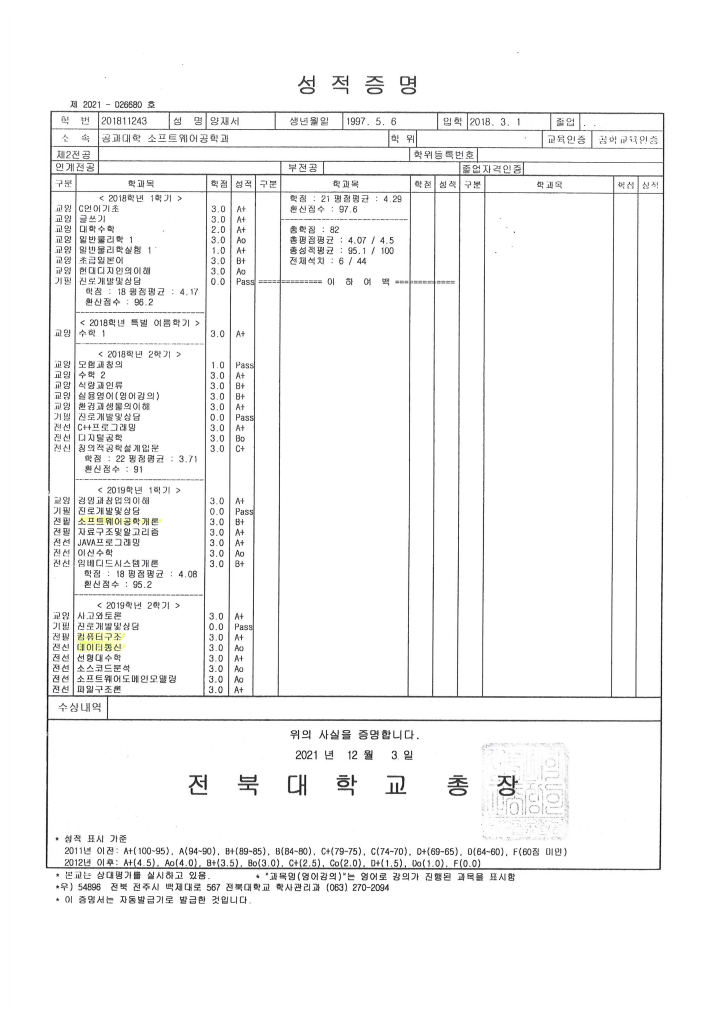 성적증명
제 2021 - 026680 호
학 번 201811243 성 명 양채서 생년월일 1997. 5. 6 입학 2018. 3. 1 졸업 . .
소 속 공과대학 소프트웨어공학과 학 위 교육인증 공학교육인증
제2전공 학위등록번호
연계전공 부전공 졸업자격인증
구분 학과목 학점 성적 구분 학과목 학점 성적 구분 학과목 학점 성적
< 2018학년 1학기 >
교양 C언어기초 3.0 A+
교양 글쓰기 3.0 A+
교양 대학수학 2.0 A+
교양 일반물리학 1 3.0 Ao
교양 일반물리학실험 1 1.0 A+
교양 초급일본어 3.0 B+
교양 현대디자인의이해 3.0 Ao
기필 진로개발및상담 0.0 Pass
학점 : 18 평점평균 : 4.17
환산점수 : 96.2
< 2018학년 특별 여름학기 >
교양 수학 1 3.0 A+
< 2018학년 2학기 >
교양 모험과창의 1.0 Pass
교양 수학 2 3.0 A+
교양 식량과인류 3.0 B+
교양 실용영어(영어강의) 3.0 B+
교양 환경과생물의이해 3.0 A+
기필 진로개발및상담 0.0 Pass
전선 C++프로그래밍 3.0 A+
전선 디지털공학 3.0 Bo
전선 창의적공학설계입문 3.0 C+
학점 : 22 평점평균 : 3.71
환산점수 : 91
< 2019학년 1학기 >
교양 경영과창업의이해 3.0 A+
기필 진로개발및상담 0.0 Pass
전필 소프트웨어공학개론 3.0 B+
전필 자료구조및알고리즘 3.0 A+
전선 JAVA프로그래밍 3.0 A+
전선 이산수학 3.0 Ao
전선 임베디드시스템개론 3.0 B+
학점 : 18 평점평균 : 4.08
환산점수 : 95.2
< 2019학년 2학기 >
교양 사고와토론 3.0 A+
기필 진로개발및상담 0.0 Pass
전필 컴퓨터구조 3.0 A+
전선 데이터통신 3.0 Ao
전선 선형대수학 3.0 A+
전선 소스코드분석 3.0 Ao
전선 소프트웨어도메인모델링 3.0 Ao
전선 파일구조론 3.0 A+
학점 : 21 평점평균 : 4.29
환산점수 : 97.6
총학점 : 82
총평점평균 : 4.07 / 4.5
총성적평균 : 95.1 / 100
전체석차 : 6 / 44
============== 이 하 여 백 =============
수상내역
위의 사실을 증명합니다.
2021 년 12 월 3 일
전 북 대 학 교 총 장
* 성적 표시 기준
2011년 이전: A+(100-95), A(94-90), B+(89-85), B(84-80), C+(79-75), C(74-70), D+(69-65), D(64-60), F(60점 미만)
2012년 이후: A+(4.5), Ao(4.0), B+(3.5), Bo(3.0), C+(2.5), Co(2.0), D+(1.5), Do(1.0), F(0.0)
* 본교는 상대평가를 실시하고 있음. * "과목명(영어강의)"는 영어로 강의가 진행된 과목을 표시함
*우) 54896 전북 전주시 백제대로 567 전북대학교 학사관리과 (063) 270-2094
* 이 증명서는 자동발급기로 발급한 것입니다.